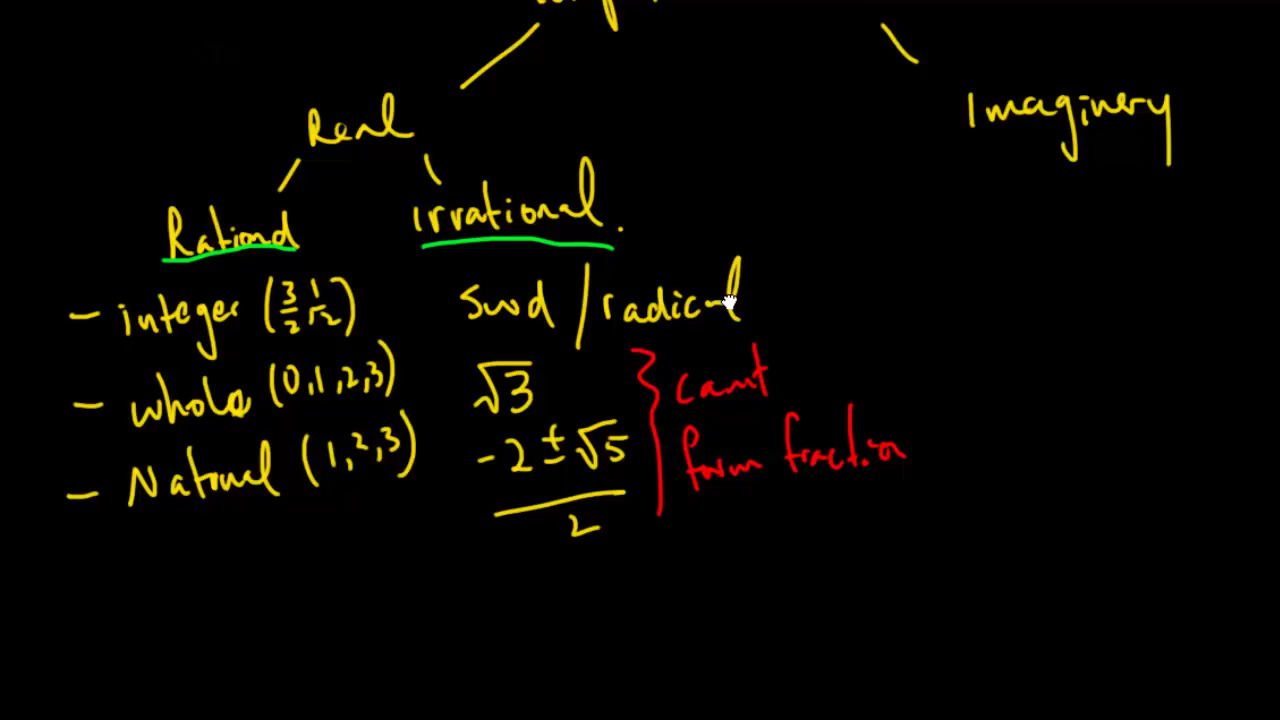 Real
Imaginery
Rational
irrational.
- integer (3/2, 1/-2)
surd / radical
- whole (0, 1, 2, 3)
√3
can't
- Natural (1, 2, 3)
-2 ± √5
form fraction
2